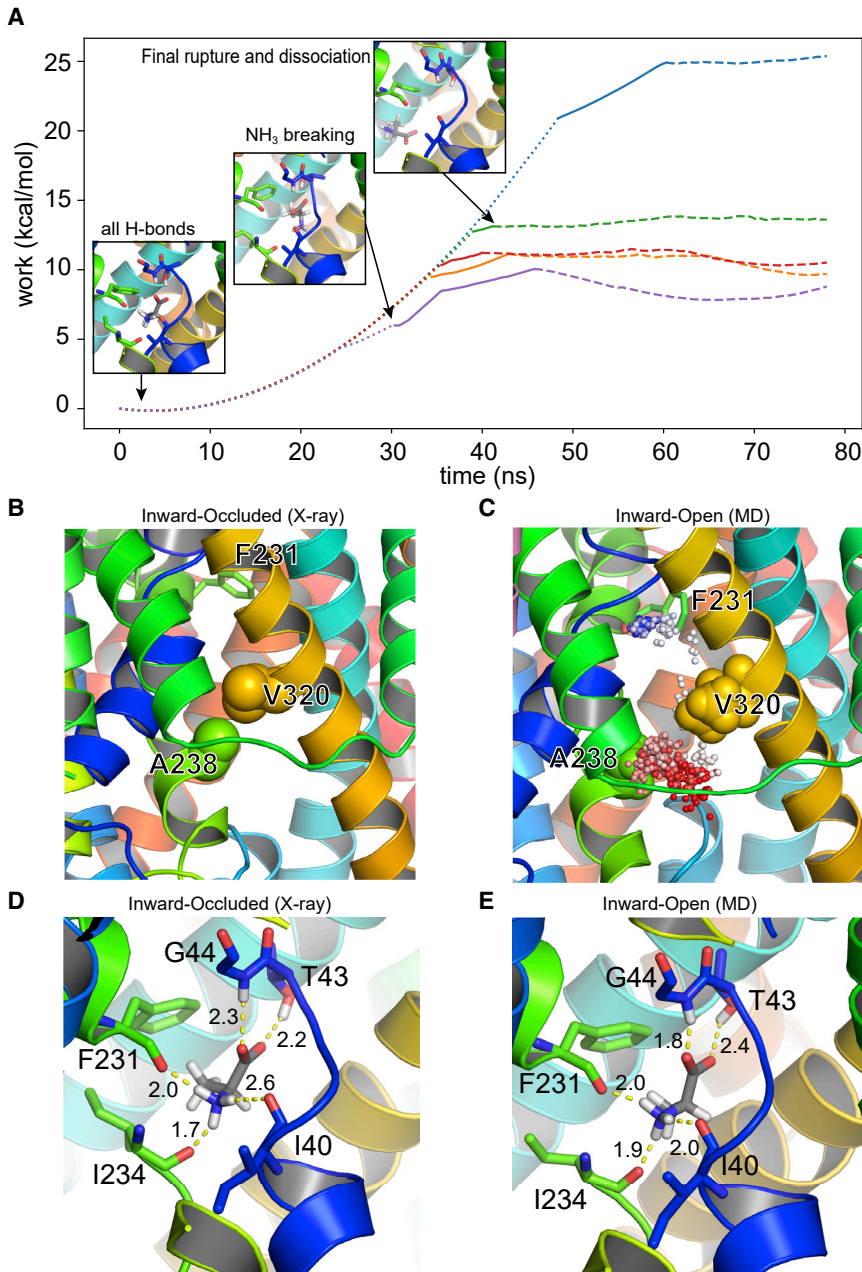 A
Final rupture and dissociation
NH3 breaking
all H-bonds
work (kcal/mol)
25
20
15
10
5
0
0 10 20 30 40 50 60 70 80
time (ns)
B
Inward-Occluded (X-ray)
F231
V320
A238
C
Inward-Open (MD)
F231
V320
A238
D
Inward-Occluded (X-ray)
G44
T43
2.3
2.2
F231
2.0
2.6
1.7
I40
I234
E
Inward-Open (MD)
G44
T43
1.8
2.4
F231
2.0
1.9
2.0
I40
I234